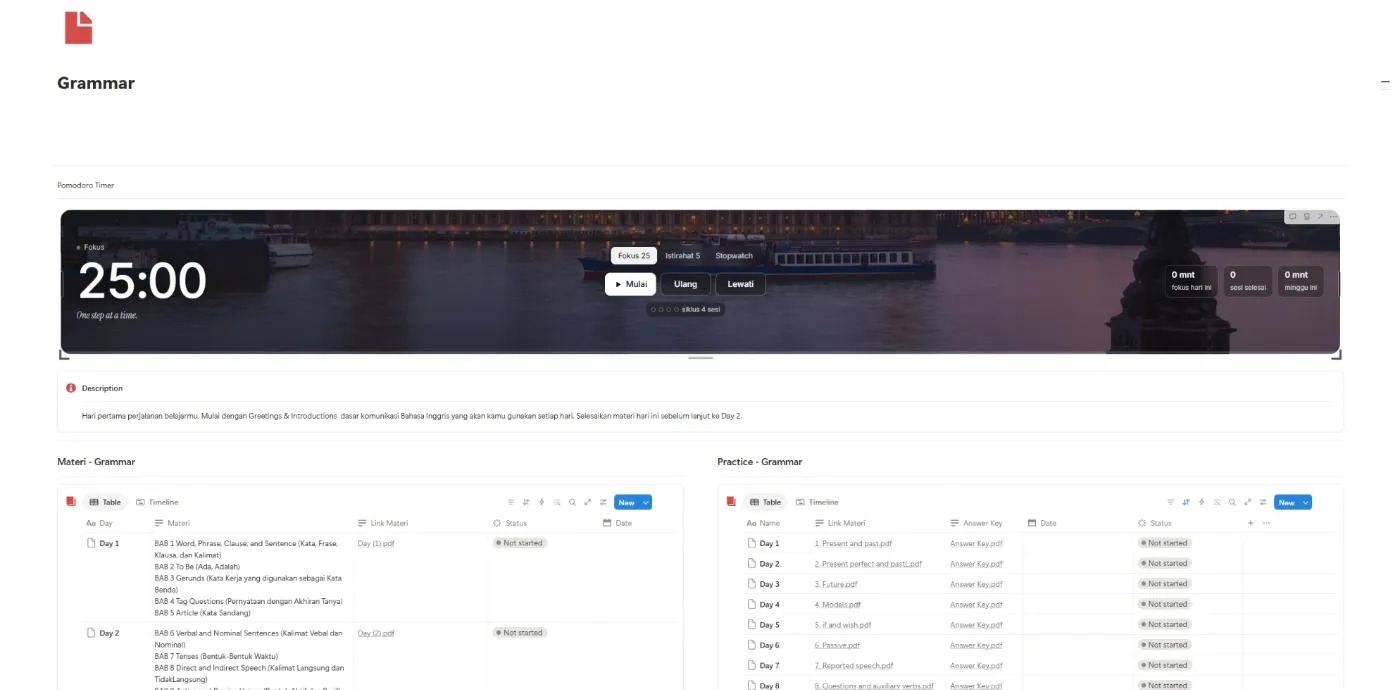 Grammar
Pomodoro Timer
Fokus
25:00
One step at a time.
Fokus 25 Istirahat 5 Stopwatch
Mulai Ulang Lewati
siklus 4 sesi
0 mnt
fokus hari ini
0
sesi selesai
0 mnt
minggu ini
Description
Hari pertama perjalanan belajarmu. Mulai dengan Greetings & Introductions dasar komunikasi Bahasa Inggris yang akan kamu gunakan setiap hari. Selesaikan materi hari ini sebelum lanjut ke Day 2.
Materi - Grammar
Table Timeline New
Aa Day Materi Link Materi Status Date
Day 1
BAB 1 Word, Phrase, Clause, and Sentence (Kata, Frase,
Klausa, dan Kalimat)
BAB 2 To Be (Ada, Adalah)
BAB 3 Gerunds (Kata Kerja yang digunakan sebagai Kata
Benda)
BAB 4 Tag Questions (Pernyataan dengan Akhiran Tanya)
BAB 5 Article (Kata Sandang)
Day (1).pdf
Not started
Day 2
BAB 6 Verbal and Nominal Sentences (Kalimat Vebal dan
Nominal)
BAB 7 Tenses (Bentuk-Bentuk Waktu)
BAB 8 Direct and Indirect Speech (Kalimat Langsung dan
TidakLangsung)
Day (2).pdf
Not started
Practice - Grammar
Table Timeline New
Aa Name Link Materi Answer Key Date Status
Day 1 1. Present and past.pdf Answer Key.pdf Not started
Day 2 2. Present perfect and pastL.pdf Answer Key.pdf Not started
Day 3 3. Future.pdf Answer Key.pdf Not started
Day 4 4. Modals.pdf Answer Key.pdf Not started
Day 5 5. if and wish.pdf Answer Key.pdf Not started
Day 6 6. Passive.pdf Answer Key.pdf Not started
Day 7 7. Reported speech.pdf Answer Key.pdf Not started
Day 8 8. Questions and auxiliary verbs.pdf Answer Key.pdf Not started